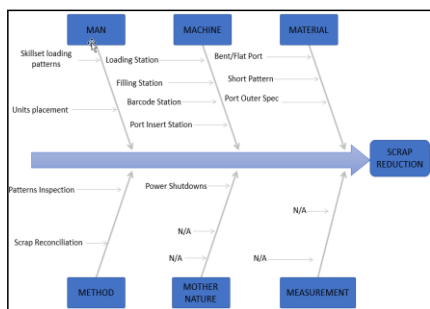 MAN
MACHINE
MATERIAL
Skillset loading
patterns
Loading Station
Bent/Flat Port
Filling Station
Short Pattern
Barcode Station
Port Outer Spec
Units placement
Port Insert Station
SCRAP
REDUCTION
Patterns Inspection
Power Shutdowns
N/A
N/A
Scrap Reconciliation
N/A
N/A
METHOD
MOTHER
NATURE
MEASUREMENT